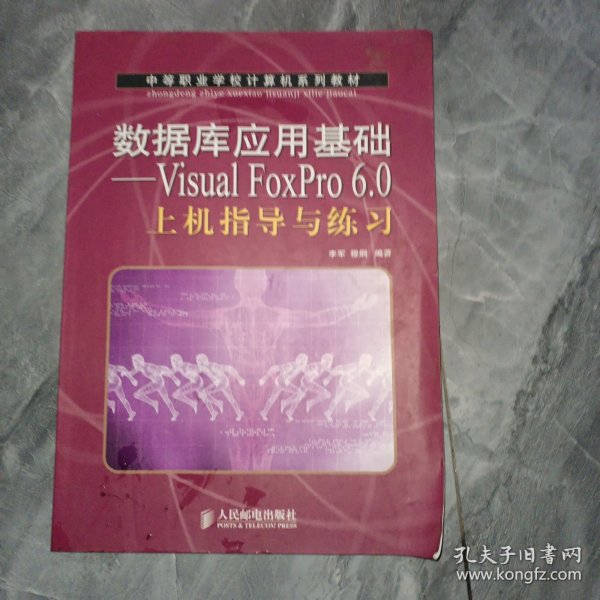 中等职业学校计算机系列教材
zhongdeng zhiye xuexiao jisuanji xilie jiaocai
数据库应用基础
——Visual FoxPro 6.0
上机指导与练习
李军 编著
人民邮电出版社
POSTS & TELECOM PRESS
孔夫子旧书网
www.kongfz.com